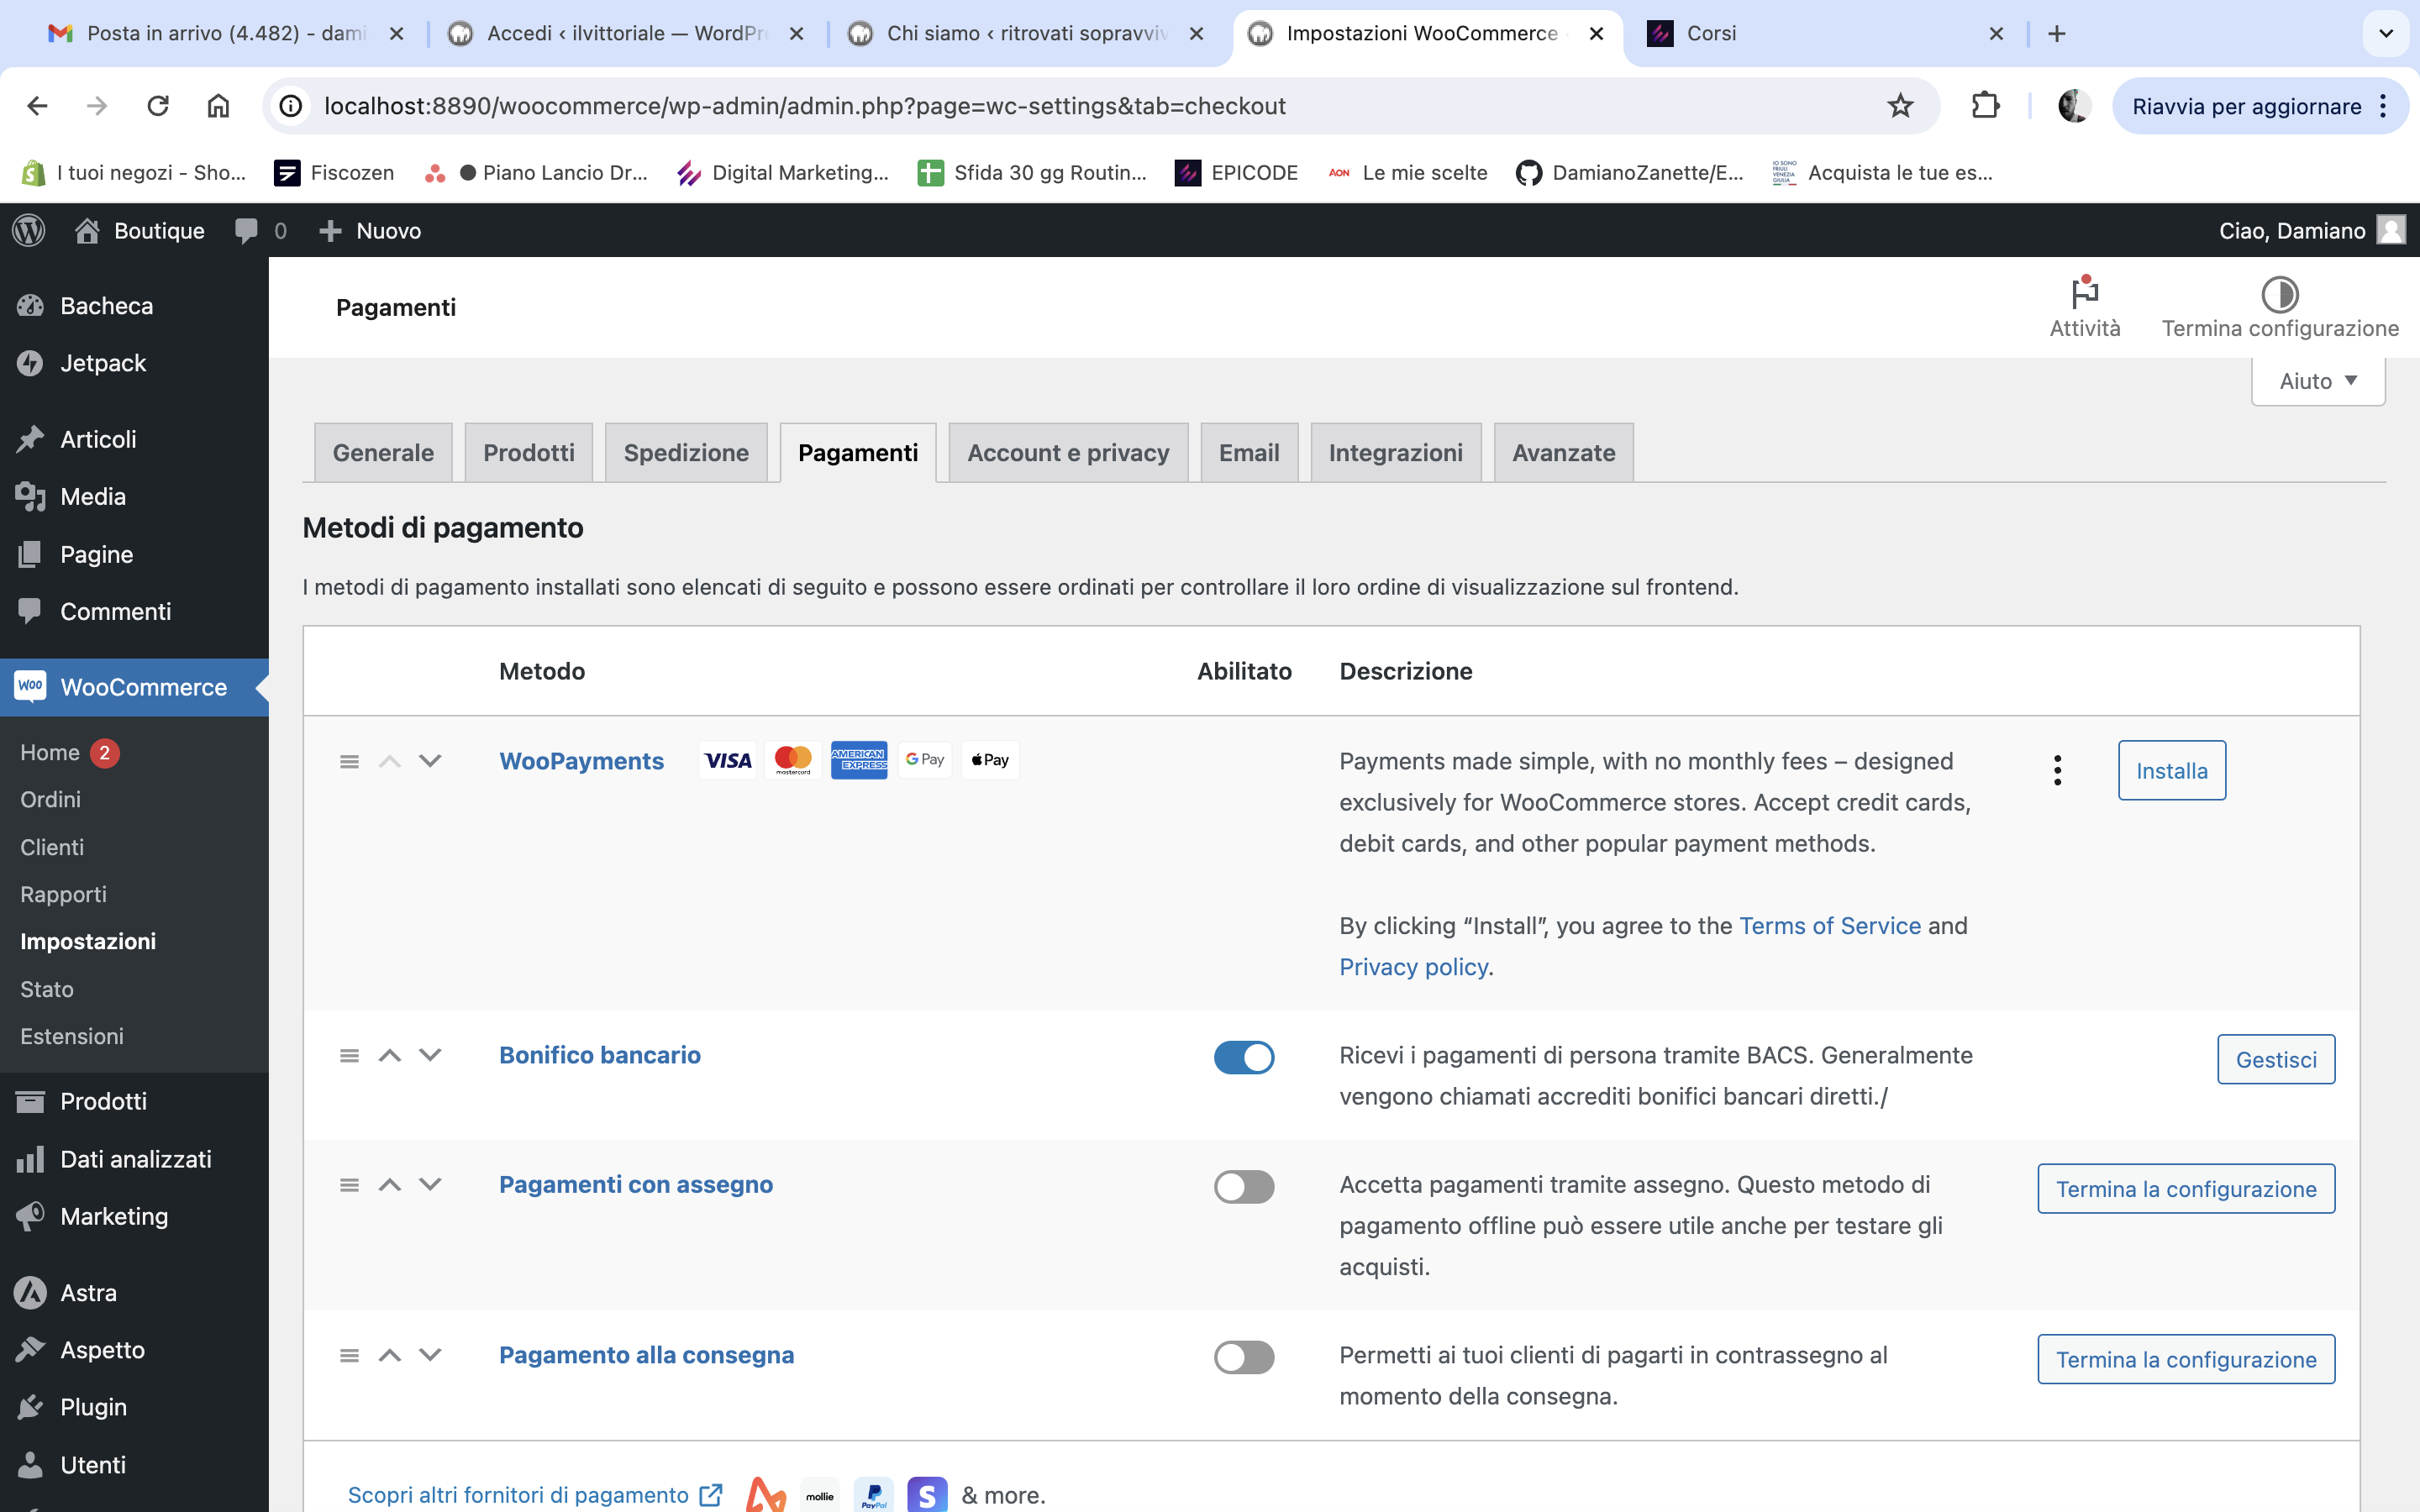 Posta in arrivo (4.482) - dami
Accedi ‹ ilvittoriale — WordPr
Chi siamo ‹ ritrovati sopravviv
Impostazioni WooCommerce
Corsi
localhost:8890/woocommerce/wp-admin/admin.php?page=wc-settings&tab=checkout
Riavvia per aggiornare
I tuoi negozi - Sho...
Fiscozen
Piano Lancio Dr...
Digital Marketing...
Sfida 30 gg Routin...
EPICODE
AON
Le mie scelte
DamianoZanette/E...
IO SONO FRIULI VENEZIA GIULIA
Acquista le tue es...
Boutique
0
Nuovo
Ciao, Damiano
Bacheca
Jetpack
Articoli
Media
Pagine
Commenti
Woo
WooCommerce
Home 2
Ordini
Clienti
Rapporti
Impostazioni
Stato
Estensioni
Prodotti
Dati analizzati
Marketing
Astra
Aspetto
Plugin
Utenti
Pagamenti
Attività
Termina configurazione
Aiuto
Generale
Prodotti
Spedizione
Pagamenti
Account e privacy
Email
Integrazioni
Avanzate
Metodi di pagamento
I metodi di pagamento installati sono elencati di seguito e possono essere ordinati per controllare il loro ordine di visualizzazione sul frontend.
Metodo
Abilitato
Descrizione
WooPayments
VISA
mastercard
AMERICAN EXPRESS
G Pay
Pay
Payments made simple, with no monthly fees – designed
exclusively for WooCommerce stores. Accept credit cards,
debit cards, and other popular payment methods.
By clicking “Install”, you agree to the Terms of Service and
Privacy policy.
Installa
Bonifico bancario
Ricevi i pagamenti di persona tramite BACS. Generalmente
vengono chiamati accrediti bonifici bancari diretti./
Gestisci
Pagamenti con assegno
Accetta pagamenti tramite assegno. Questo metodo di
pagamento offline può essere utile anche per testare gli
acquisti.
Termina la configurazione
Pagamento alla consegna
Permetti ai tuoi clienti di pagarti in contrassegno al
momento della consegna.
Termina la configurazione
Scopri altri fornitori di pagamento
mollie
PayPal
S
& more.